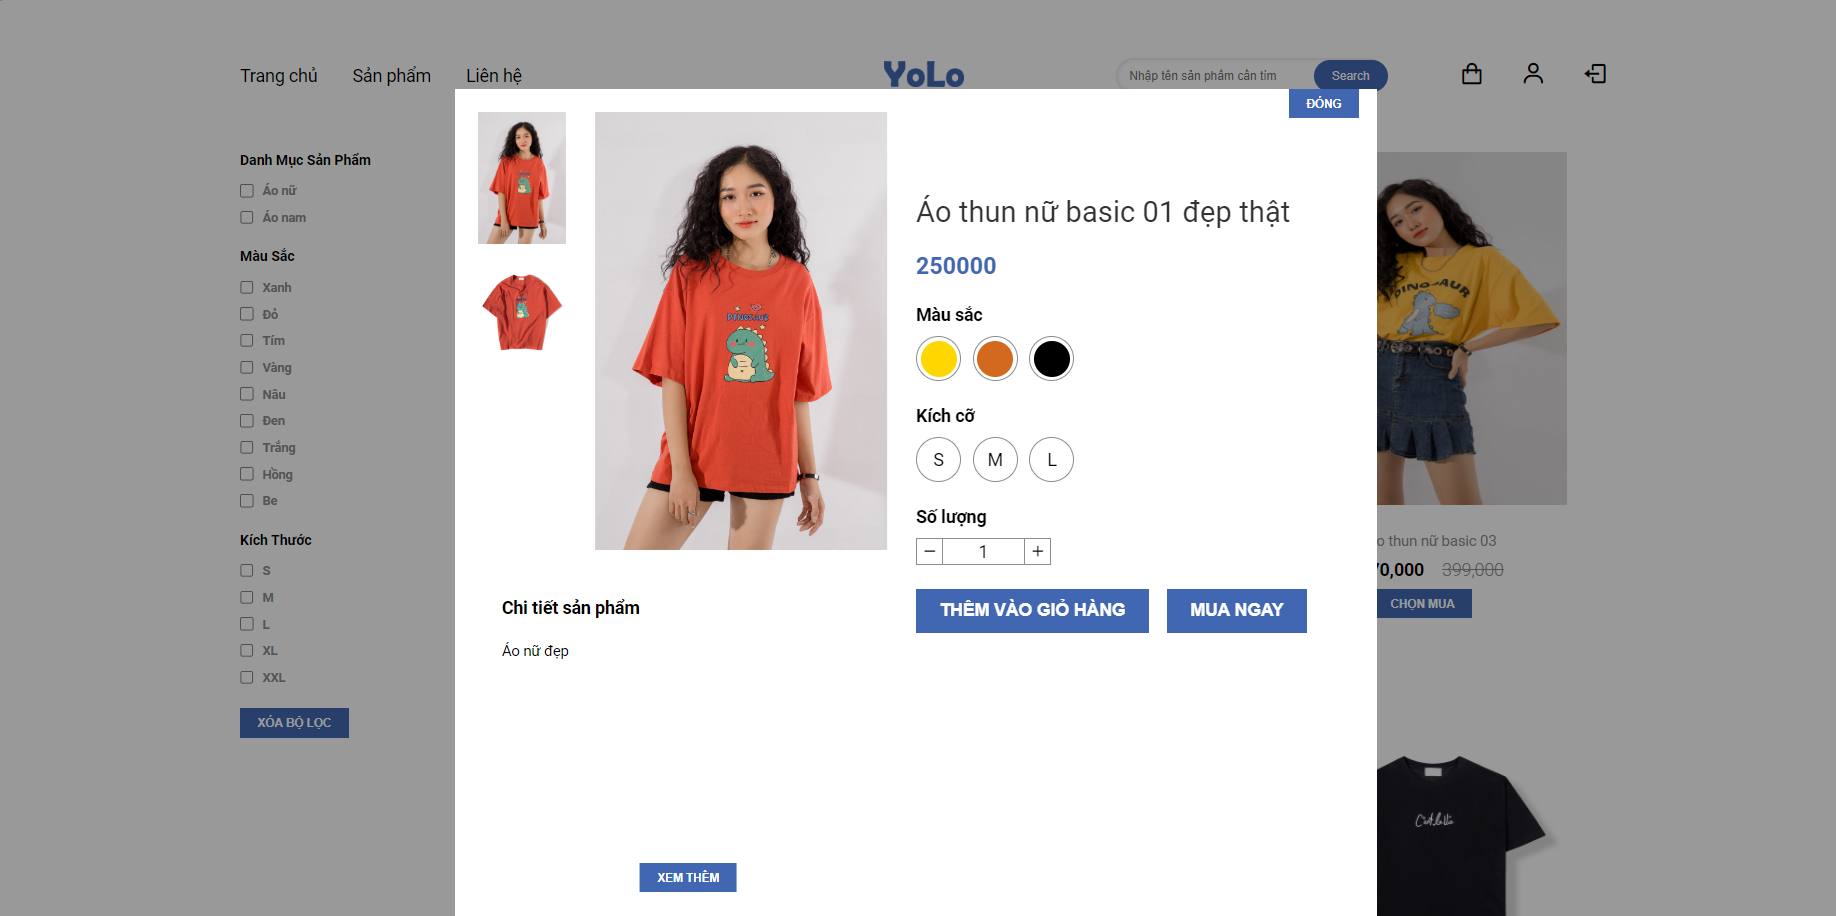 Trang chủ Sản phẩm Liên hệ YoLo Nhập tên sản phẩm cần tìm Search
ĐÓNG
Danh Mục Sản Phẩm
Áo nữ
Áo nam
Màu Sắc
Xanh
Đỏ
Tím
Vàng
Nâu
Đen
Trắng
Hồng
Be
Kích Thước
S
M
L
XL
XXL
XÓA BỘ LỌC
DINOSAUR
Áo thun nữ basic 01 đẹp thật
250000
Màu sắc
Kích cỡ
S M L
Số lượng
− 1 +
THÊM VÀO GIỎ HÀNG MUA NGAY
Chi tiết sản phẩm
Áo nữ đẹp
XEM THÊM
o thun nữ basic 03
70,000 399,000
CHỌN MUA